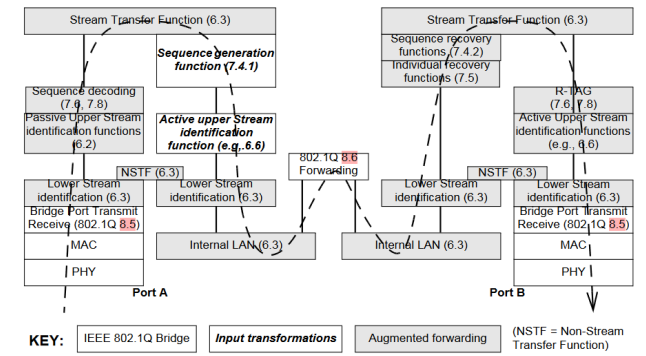 Stream Transfer Function (6.3)
Sequence generation
function (7.4.1)
Sequence decoding
(7.6, 7.8)
Passive Upper Stream
identification functions
(6.2)
Active upper Stream
identification
function (e.g.,6.6)
NSTF (6.3)
Lower Stream
identification (6.3)
Lower Stream
identification (6.3)
Bridge Port Transmit
Receive (802.1Q 8.5)
MAC
PHY
Internal LAN (6.3)
Port A
802.1Q 8.6
Forwarding
Stream Transfer Function (6.3)
Sequence recovery
functions (7.4.2)
Individual recovery
functions (7.5)
R-TAG
(7.6, 7.8)
Active Upper Stream
identification functions
(e.g., 6.6)
NSTF (6.3)
Lower Stream
identification (6.3)
Lower Stream
identification (6.3)
Bridge Port Transmit
Receive (802.1Q 8.5)
MAC
PHY
Internal LAN (6.3)
Port B
KEY:
IEEE 802.1Q Bridge
Input transformations
Augmented forwarding
(NSTF = Non-Stream
Transfer Function)